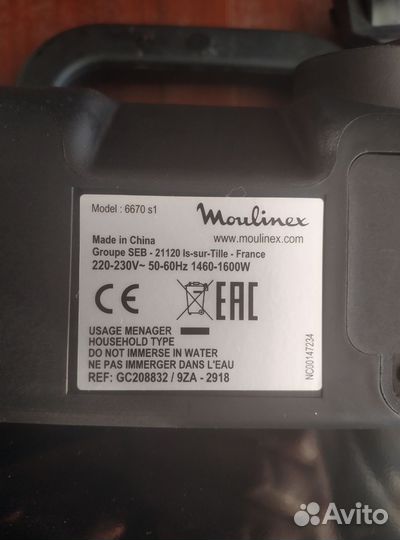 Model : 6670 s1
Moulinex
Made in China
www.moulinex.com
Groupe SEB - 21120 Is-sur-Tille - France
220-230V~ 50-60Hz 1460-1600W
CE
EAC
USAGE MENAGER
HOUSEHOLD TYPE
DO NOT IMMERSE IN WATER
NE PAS IMMERGER DANS L'EAU
REF: GC208832 / 9ZA - 2918
NC00147234
Avito